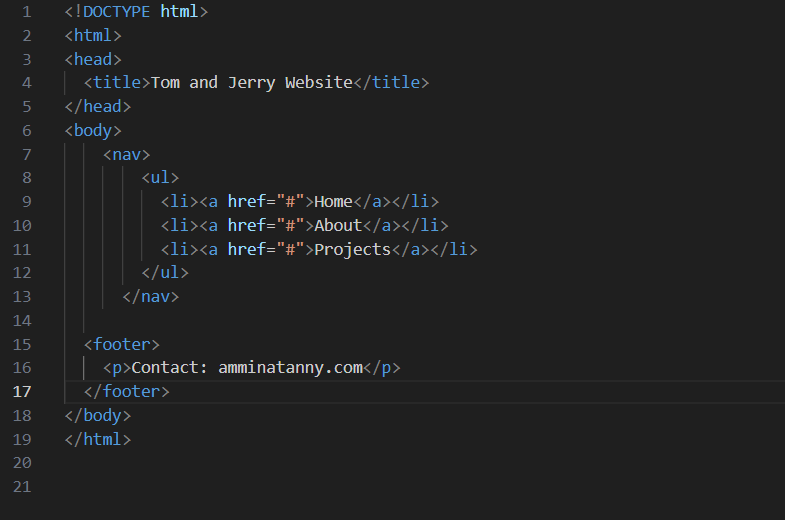 1 <!DOCTYPE html>
2 <html>
3 <head>
4   <title>Tom and Jerry Website</title>
5 </head>
6 <body>
7     <nav>
8         <ul>
9           <li><a href="#">Home</a></li>
10           <li><a href="#">About</a></li>
11           <li><a href="#">Projects</a></li>
12         </ul>
13       </nav>
14
15   <footer>
16     <p>Contact: amminatanny.com</p>
17   </footer>
18 </body>
19 </html>
20
21